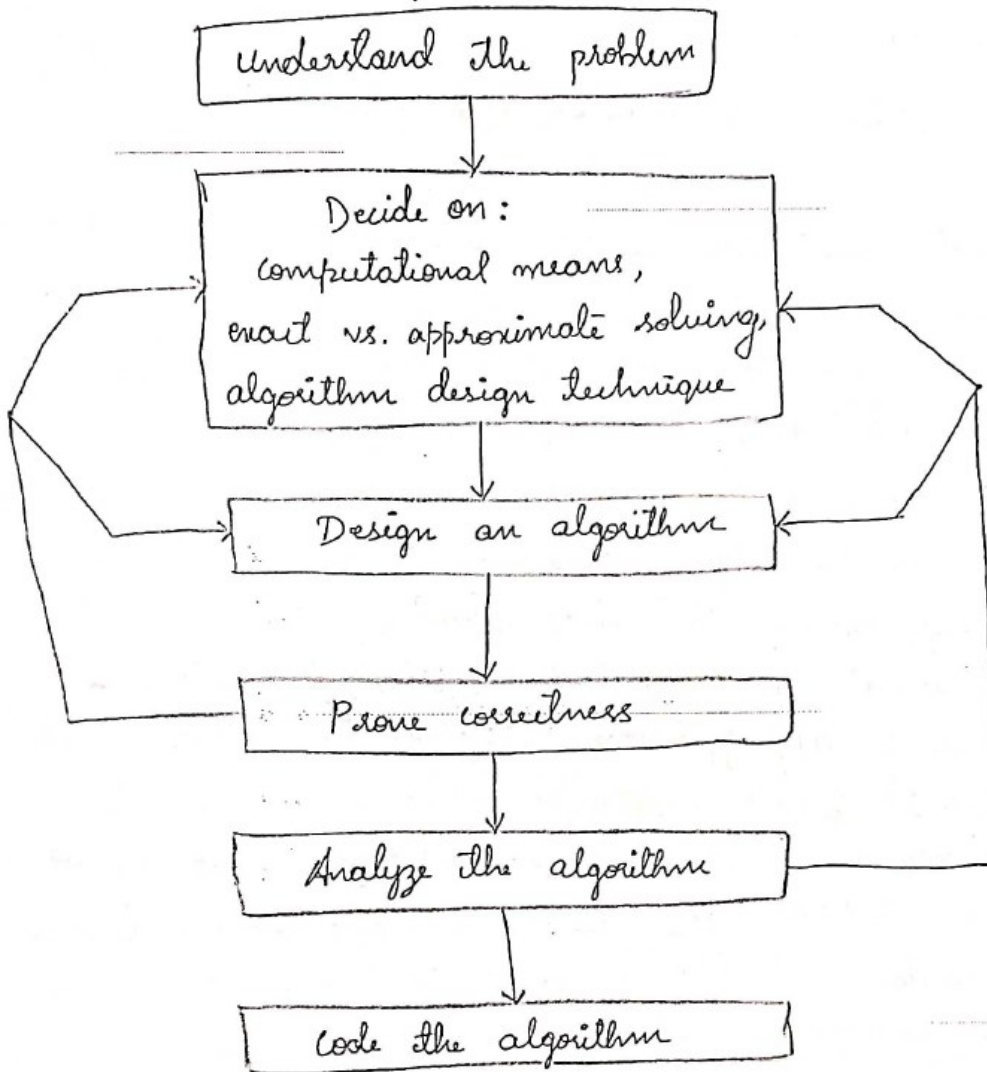 Understand the problem
Decide on:
computational means,
exact vs. approximate solving,
algorithm design technique
Design an algorithm
Prove correctness
Analyze the algorithm
Code the algorithm